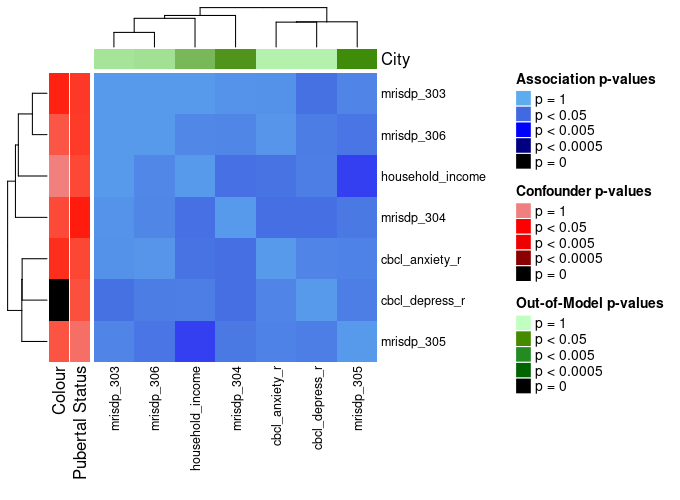 City
mrisdp_303
mrisdp_306
household_income
mrisdp_304
cbcl_anxiety_r
cbcl_depress_r
mrisdp_305
Colour
Pubertal Status
mrisdp_303
mrisdp_306
household_income
mrisdp_304
cbcl_anxiety_r
cbcl_depress_r
mrisdp_305
Association p-values
p = 1
p < 0.05
p < 0.005
p < 0.0005
p = 0
Confounder p-values
p = 1
p < 0.05
p < 0.005
p < 0.0005
p = 0
Out-of-Model p-values
p = 1
p < 0.05
p < 0.005
p < 0.0005
p = 0